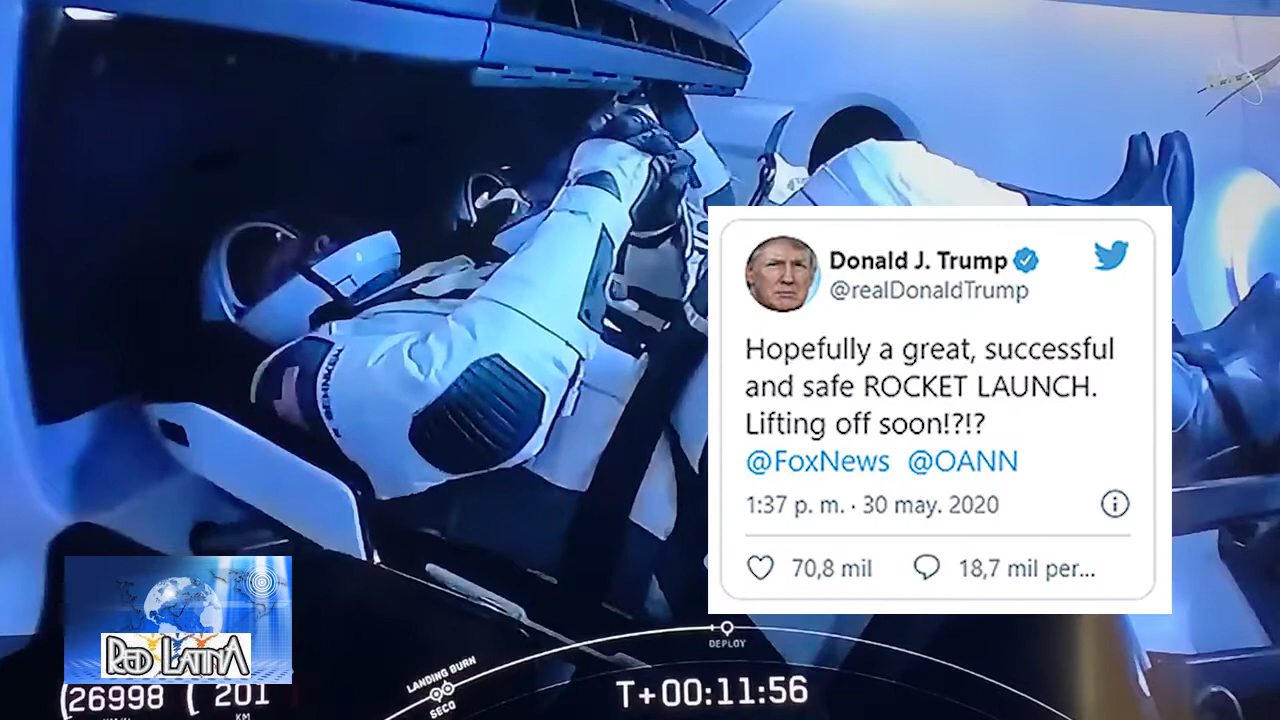 Donald J. Trump
@realDonaldTrump
Hopefully a great, successful
and safe ROCKET LAUNCH.
Lifting off soon!?!?
@FoxNews @OANN
1:37 p. m. · 30 may. 2020
70,8 mil 18,7 mil per...
BEHNKEN
RED LATINA
26998 201
KM
LANDING BURN
SECO
DEPLOY
T+00:11:56